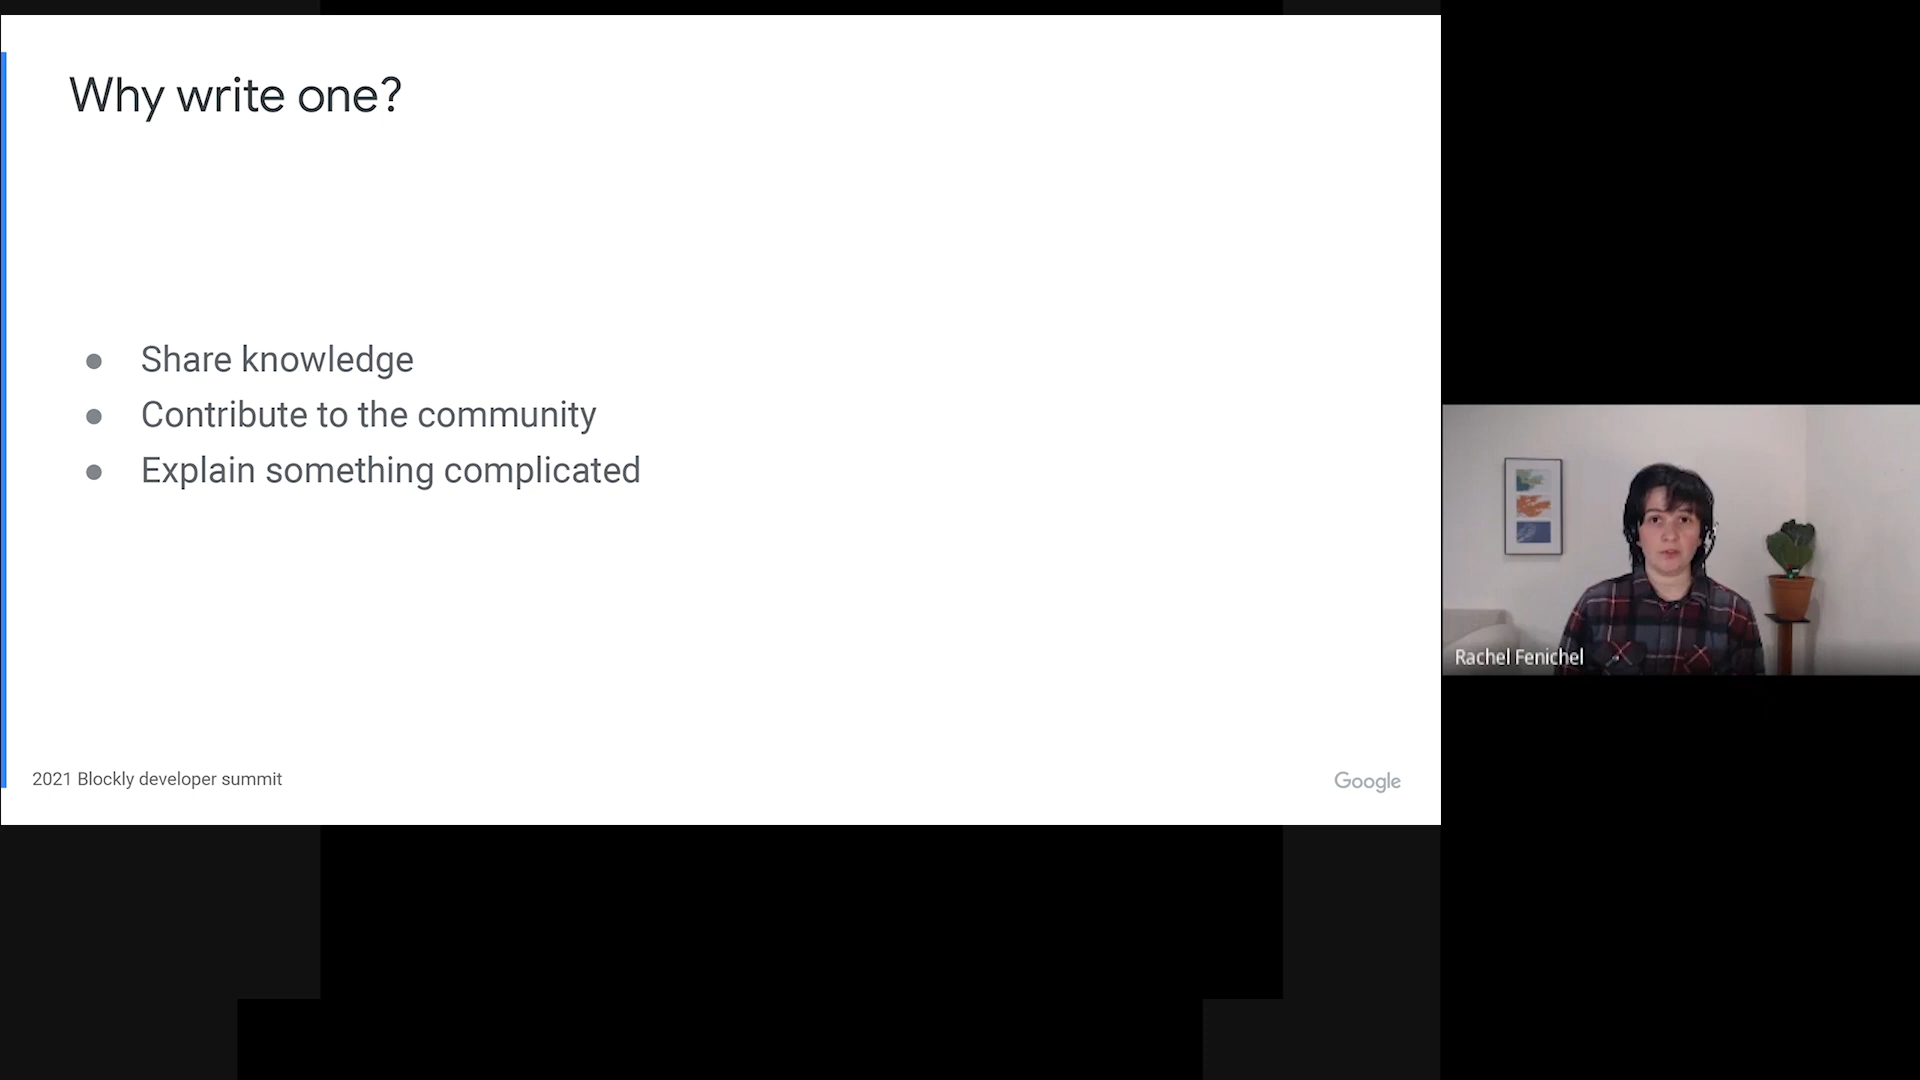 Why write one?
● Share knowledge
● Contribute to the community
● Explain something complicated
Rachel Fenichel
2021 Blockly developer summit
Google